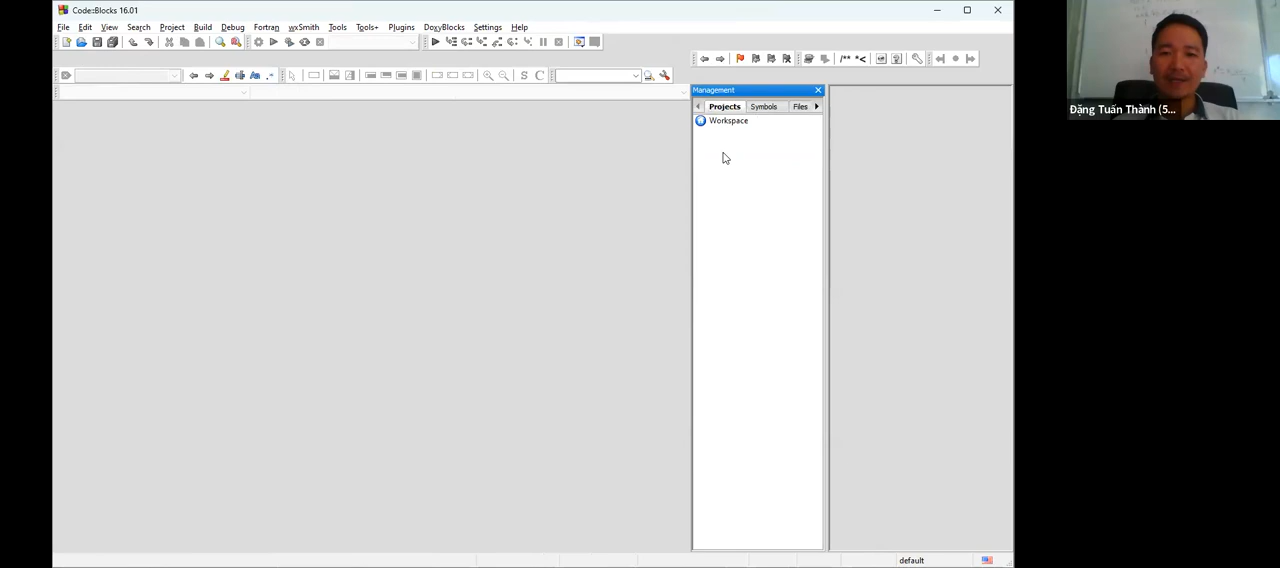 Code::Blocks 16.01
File Edit View Search Project Build Debug Fortran wxSmith Tools Tools+ Plugins DoxyBlocks Settings Help
/** *<
S C
Management
Projects Symbols Files
Workspace
default
Đặng Tuấn Thành (5...